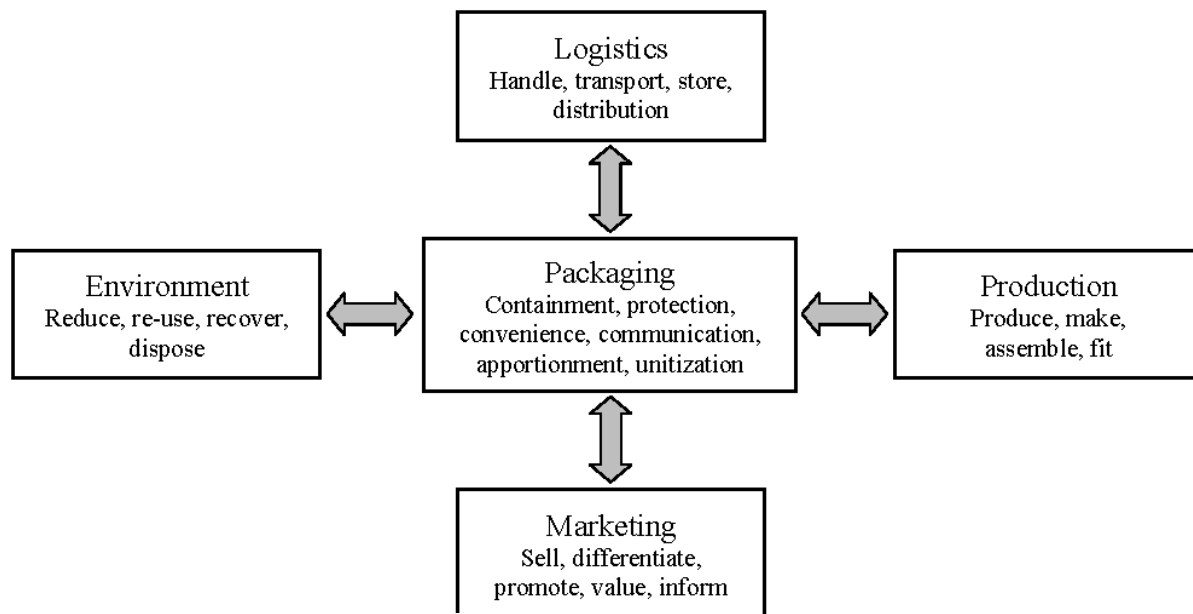 Logistics
Handle, transport, store,
distribution
Environment
Reduce, re-use, recover,
dispose
Packaging
Containment, protection,
convenience, communication,
apportionment, unitization
Production
Produce, make,
assemble, fit
Marketing
Sell, differentiate,
promote, value, inform